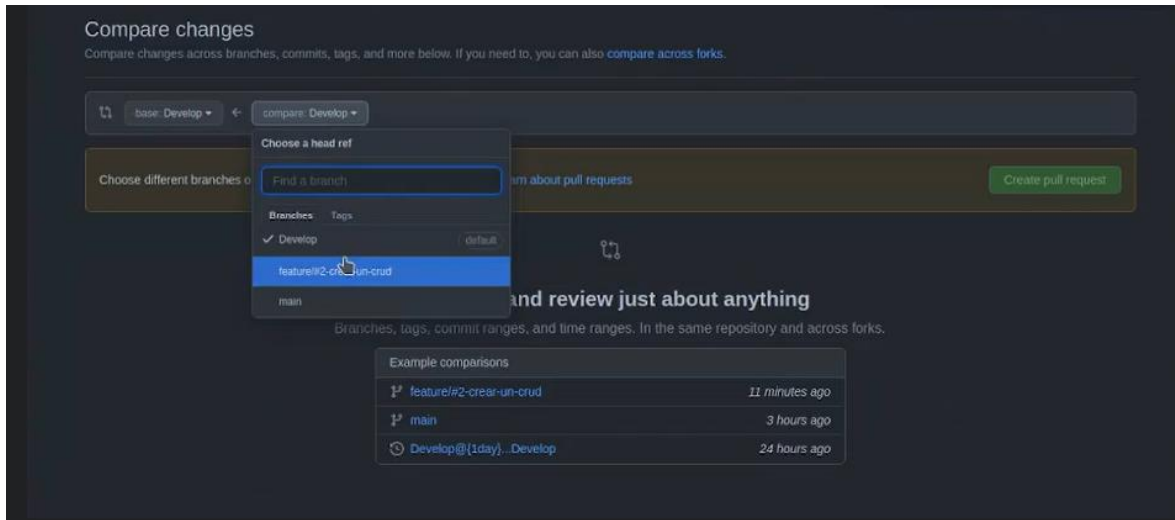 Compare changes
Compare changes across branches, commits, tags, and more below. If you need to, you can also compare across forks.
base: Develop
compare: Develop
Choose a head ref
Find a branch
Choose different branches o
rn about pull requests
Create pull request
Branches Tags
Develop default
feature/#2-crear-un-crud
main
and review just about anything
Branches, tags, commit ranges, and time ranges. In the same repository and across forks.
Example comparisons
feature/#2-crear-un-crud 11 minutes ago
main 3 hours ago
Develop@{1day}...Develop 24 hours ago